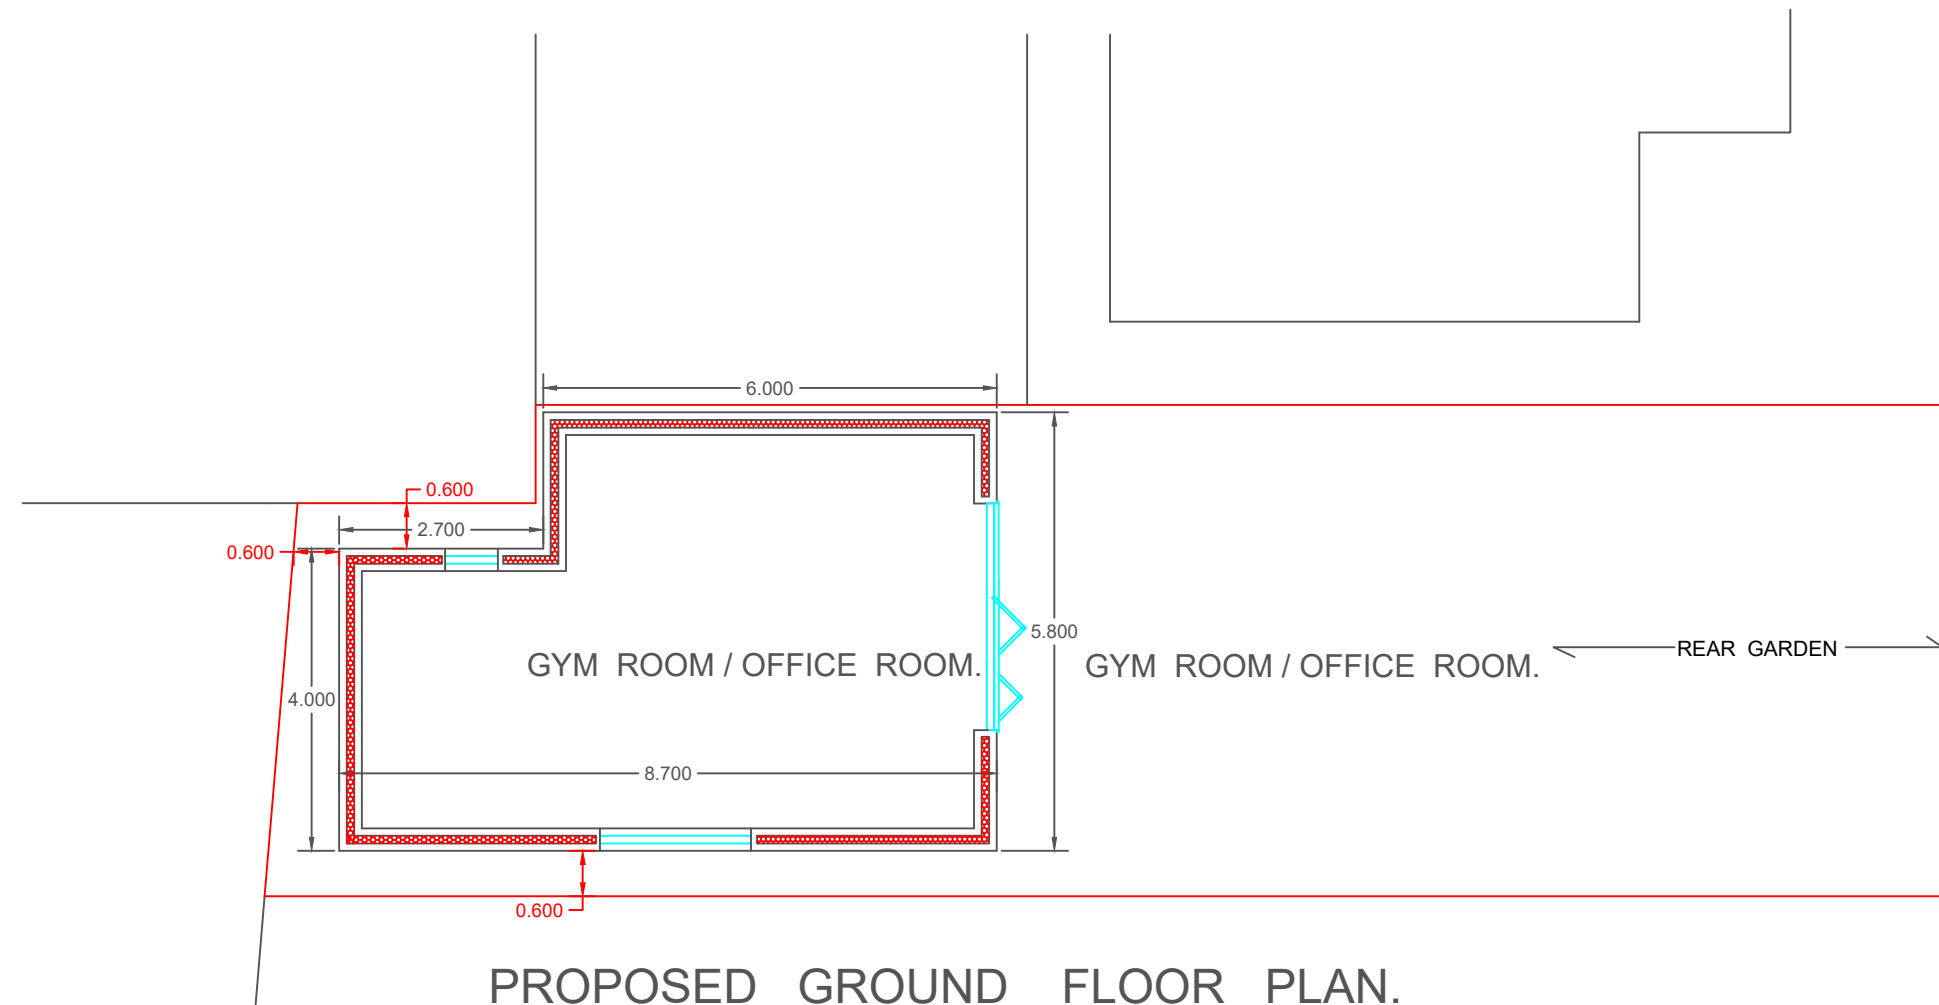 6.000
0.600
2.700
0.600
5.800
REAR GARDEN
GYM ROOM / OFFICE ROOM.
GYM ROOM / OFFICE ROOM.
4.000
8.700
0.600
PROPOSED GROUND FLOOR PLAN.